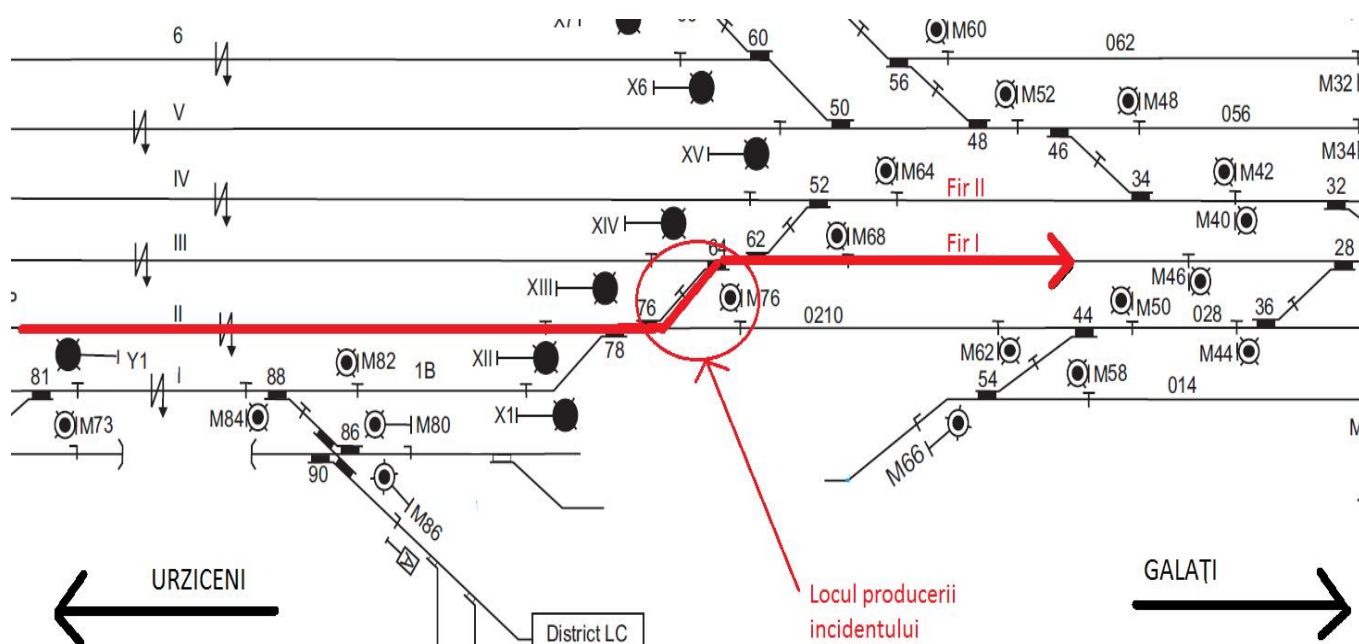 60
M60
062
6
X6
56
M32
M52
M48
50
V
056
48
46
M34
XV
M64
M42
IV
52
Fir II
34
32
XIV
M40
62
M68
Fir I
III
64
28
M46
XIII
76
M76
M50
II
0210
44
028
36
78
XII
M62
M44
Y1
M82
81
I
88
1B
54
M58
014
X1
M73
M84
M80
86
M66
90
M86
A
URZICENI
GALAȚI
Locul producerii
incidentului
District LC